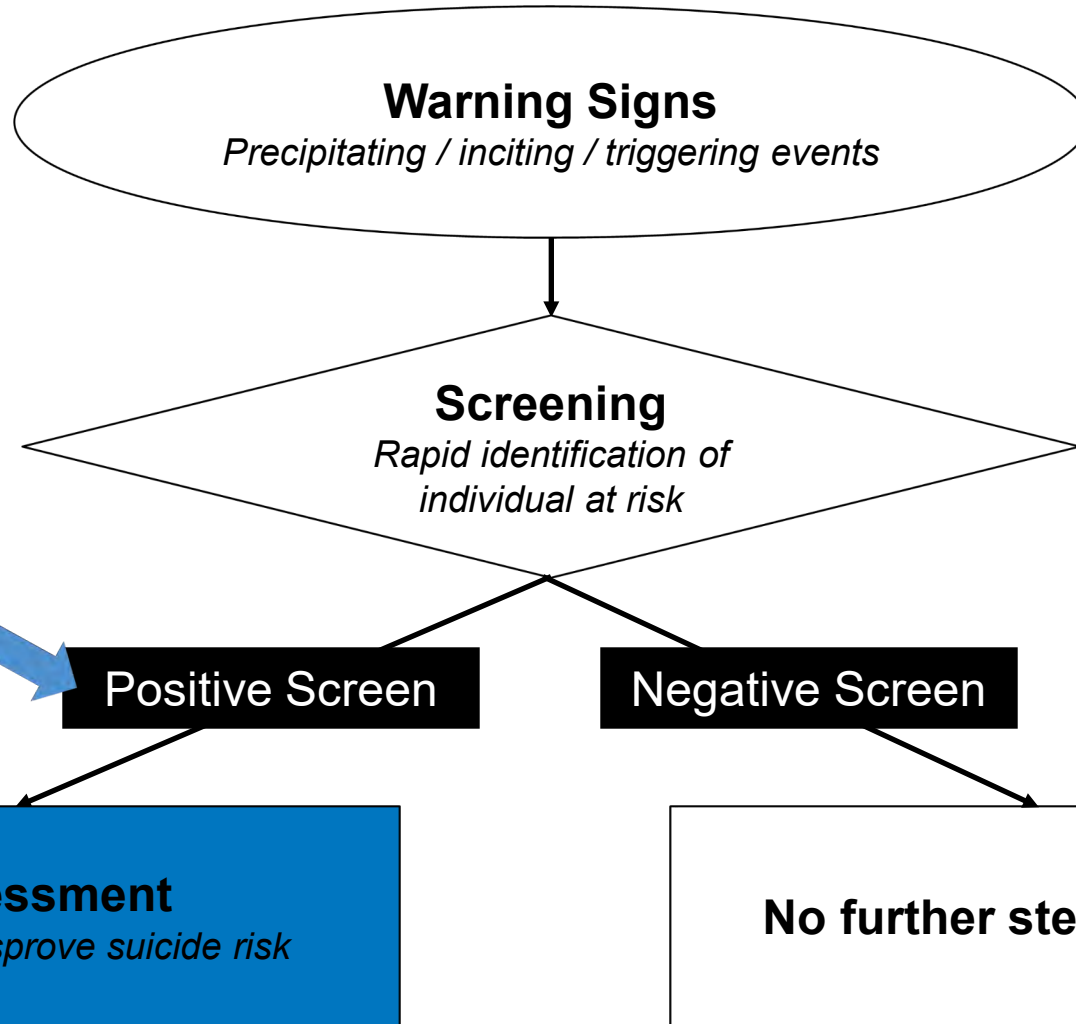 Warning Signs
Precipitating / inciting / triggering events
Screening
Rapid identification of
individual at risk
Positive Screen
Negative Screen
essment
sprove suicide risk
No further ste